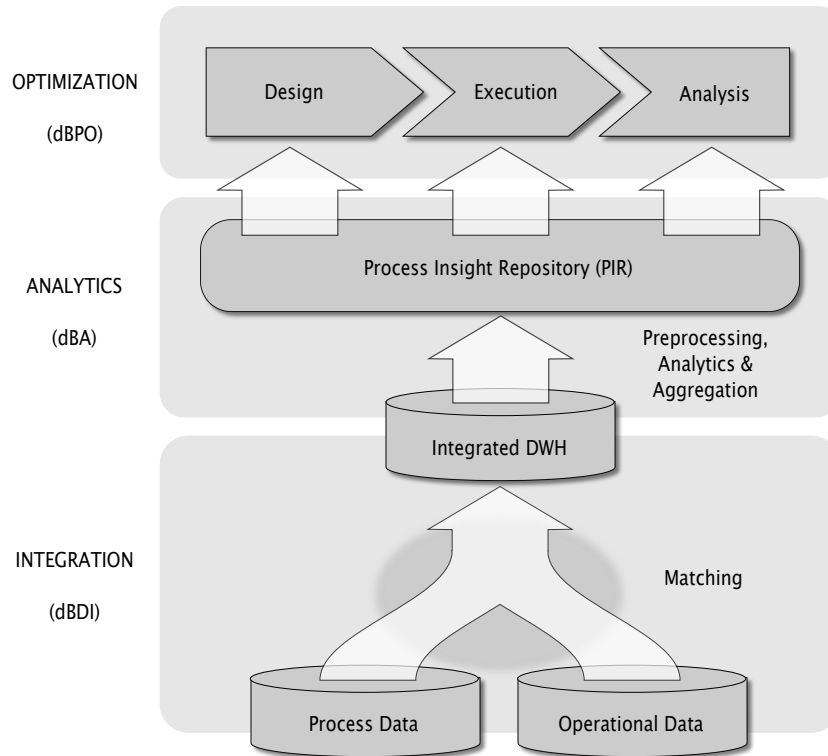 OPTIMIZATION
(dBPO)
Design
Execution
Analysis
ANALYTICS
(dBA)
Process Insight Repository (PIR)
Preprocessing,
Analytics &
Aggregation
Integrated DWH
INTEGRATION
(dBDI)
Matching
Process Data
Operational Data